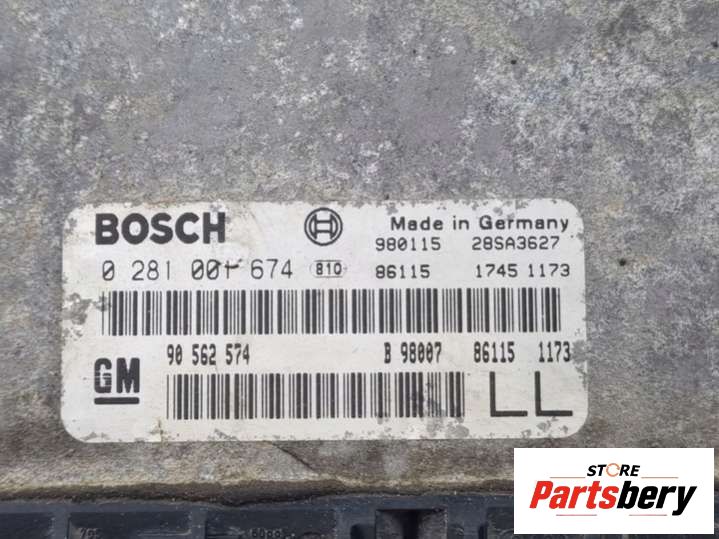 BOSCH Made in Germany
980115 28SA3627
0 281 001 674 810 86115 1745 1173
90 562 574 B 98007 86115 1173
GM LL
STORE
Partsbery